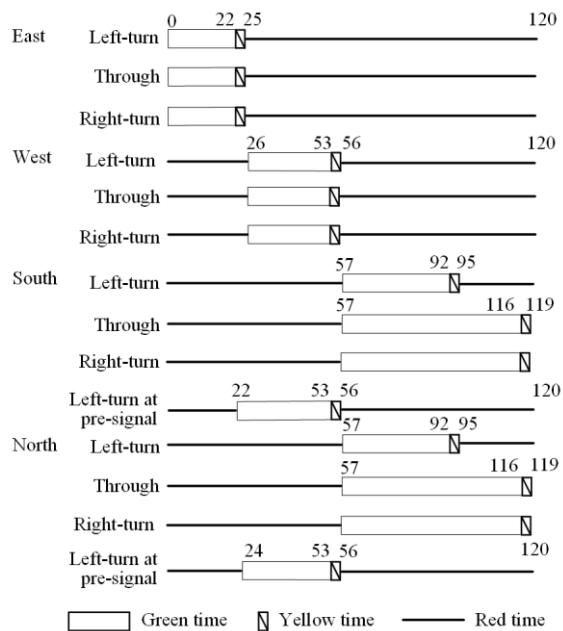 0 22 25 120
East Left-turn
Through
Right-turn
26 53 56 120
West Left-turn
Through
Right-turn
57 92 95
South Left-turn
57 116 119
Through
Right-turn
22 53 56 120
Left-turn at
pre-signal
57 92 95
North Left-turn
57 116 119
Through
Right-turn
24 53 56 120
Left-turn at
pre-signal
Green time Yellow time Red time